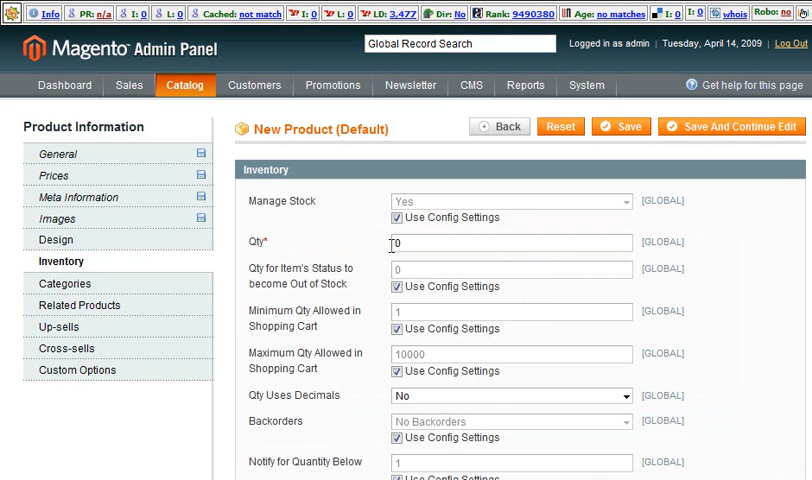 Info PR: n/a I: 0 L: 0 Cached: not match I: 0 L: 0 LD: 3,477 Dir: No Rank: 9490380 Age: no matches I: 0 I: 0 whois Robo: no
Magento Admin Panel
Global Record Search
Logged in as admin | Tuesday, April 14, 2009 | Log Out
Dashboard Sales Catalog Customers Promotions Newsletter CMS Reports System Get help for this page
Product Information
General
Prices
Meta Information
Images
Design
Inventory
Categories
Related Products
Up-sells
Cross-sells
Custom Options
New Product (Default) Back Reset Save Save And Continue Edit
Inventory
Manage Stock Yes [GLOBAL]
Use Config Settings
Qty* 0 [GLOBAL]
Qty for Item's Status to become Out of Stock 0 [GLOBAL]
Use Config Settings
Minimum Qty Allowed in Shopping Cart 1 [GLOBAL]
Use Config Settings
Maximum Qty Allowed in Shopping Cart 10000 [GLOBAL]
Use Config Settings
Qty Uses Decimals No [GLOBAL]
Backorders No Backorders [GLOBAL]
Use Config Settings
Notify for Quantity Below 1 [GLOBAL]
Use Config Settings